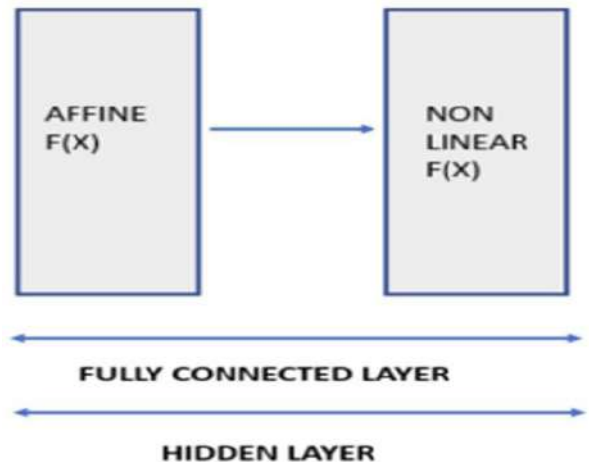 AFFINE
F(X)
NON
LINEAR
F(X)
FULLY CONNECTED LAYER
HIDDEN LAYER